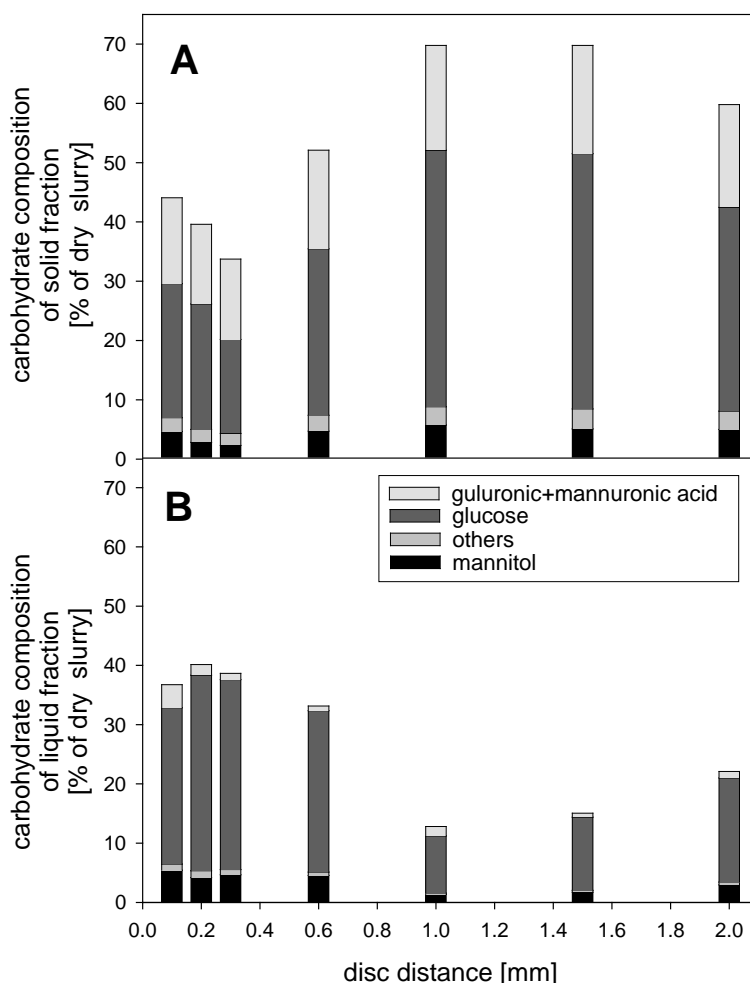 A
carbohydrate composition
of solid fraction
[% of dry slurry]
70
60
50
40
30
20
10
0
B
carbohydrate composition
of liquid fraction
[% of dry slurry]
70
60
50
40
30
20
10
0
guluronic+mannuronic acid
glucose
others
mannitol
0.0 0.2 0.4 0.6 0.8 1.0 1.2 1.4 1.6 1.8 2.0
disc distance [mm]